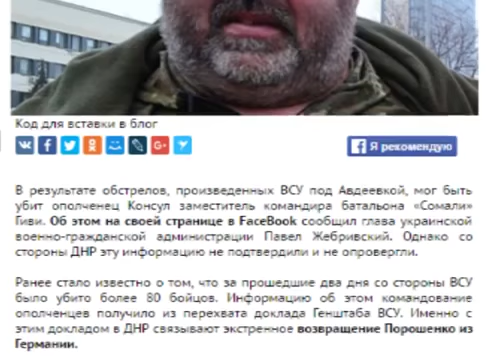 Код для вставки в блог
Я рекомендую
В результате обстрелов, произведенных ВСУ под Авдеевкой, мог быть
убит ополченец Консул заместитель командира батальона «Сомали»
Гиви. Об этом на своей странице в FaceBook сообщил глава украинской
военно-гражданской администрации Павел Жебривский. Однако со
стороны ДНР эту информацию не подтвердили и не опровергли.
Ранее стало известно о том, что за прошедшие два дня со стороны ВСУ
было убито более 80 бойцов. Информацию об этом командование
ополченцев получило из перехвата доклада Генштаба ВСУ. Именно с
этим докладом в ДНР связывают экстренное возвращение Порошенко из
Германии.